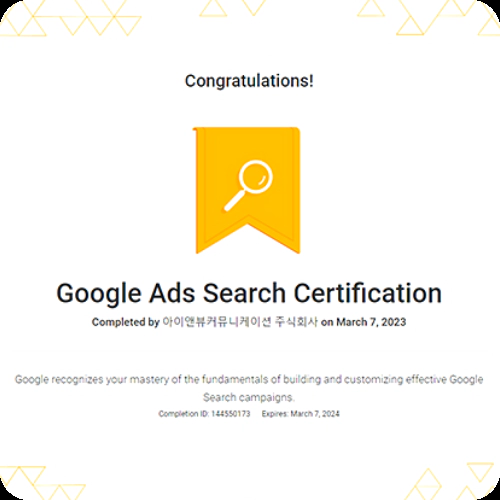 Congratulations!
Google Ads Search Certification
Completed by 아이앤뷰커뮤니케이션 주식회사 on March 7, 2023
Google recognizes your mastery of the fundamentals of building and customizing effective Google
Search campaigns.
Completion ID: 144550173 Expires: March 7, 2024